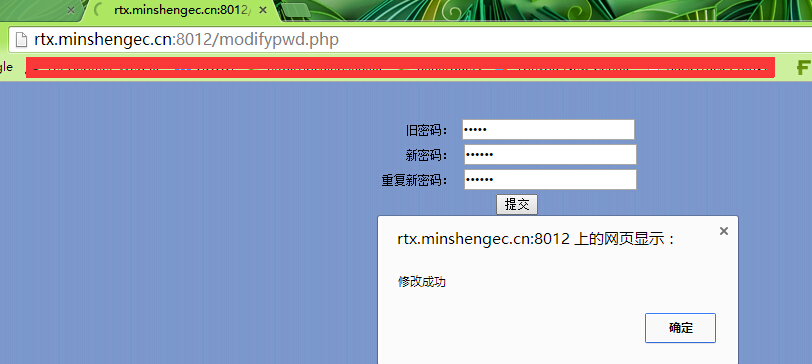 rtx.minshengec.cn:8012/
rtx.minshengec.cn:8012/modifypwd.php
gle
旧密码：
新密码：
重复新密码：
提交
rtx.minshengec.cn:8012 上的网页显示：
修改成功
确定